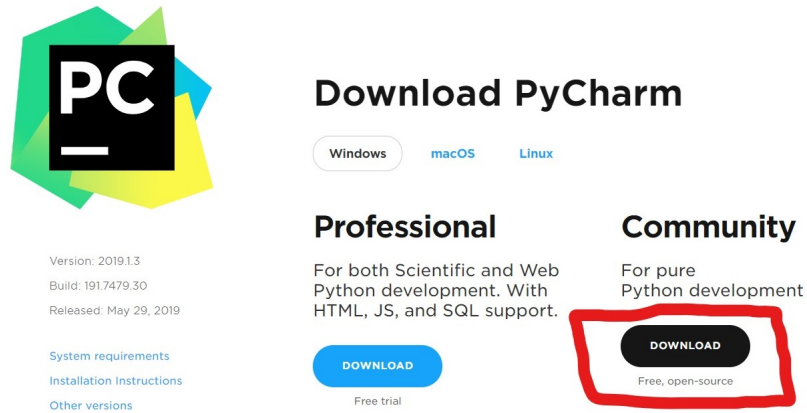 PC
Download PyCharm
Windows
macOS
Linux
Version: 2019.1.3
Build: 191.7479.30
Released: May 29, 2019
System requirements
Installation Instructions
Other versions
Professional
For both Scientific and Web
Python development. With
HTML, JS, and SQL support.
DOWNLOAD
Free trial
Community
For pure
Python development
DOWNLOAD
Free, open-source